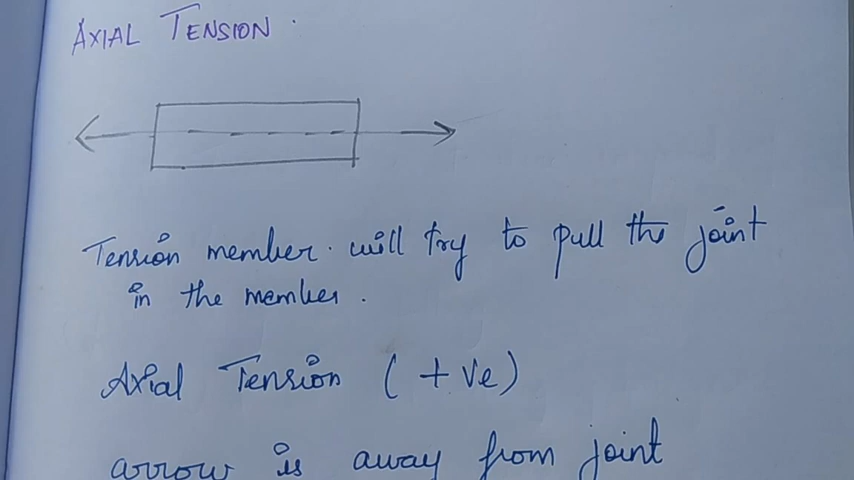 AXIAL TENSION.
Tension member. will try to pull the joint
in the member.
Axial Tension (+ve)
arrow is away from joint